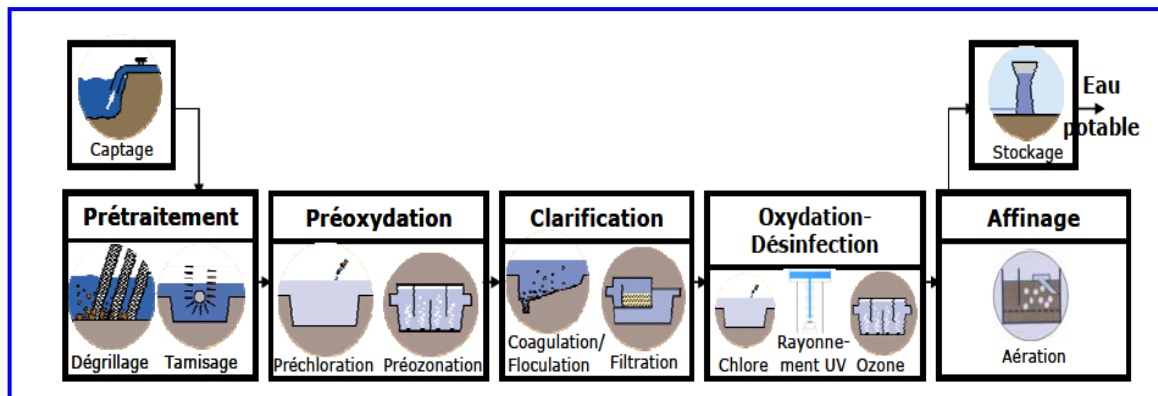 Captage
Stockage
Eau
potable
Prétraitement
Dégrillage
Tamisage
Préoxydation
Préchloration
Préozonation
Clarification
Coagulation/
Floculation
Filtration
Oxydation-
Désinfection
Chlore
Rayonne-
ment UV
Ozone
Affinage
Aération